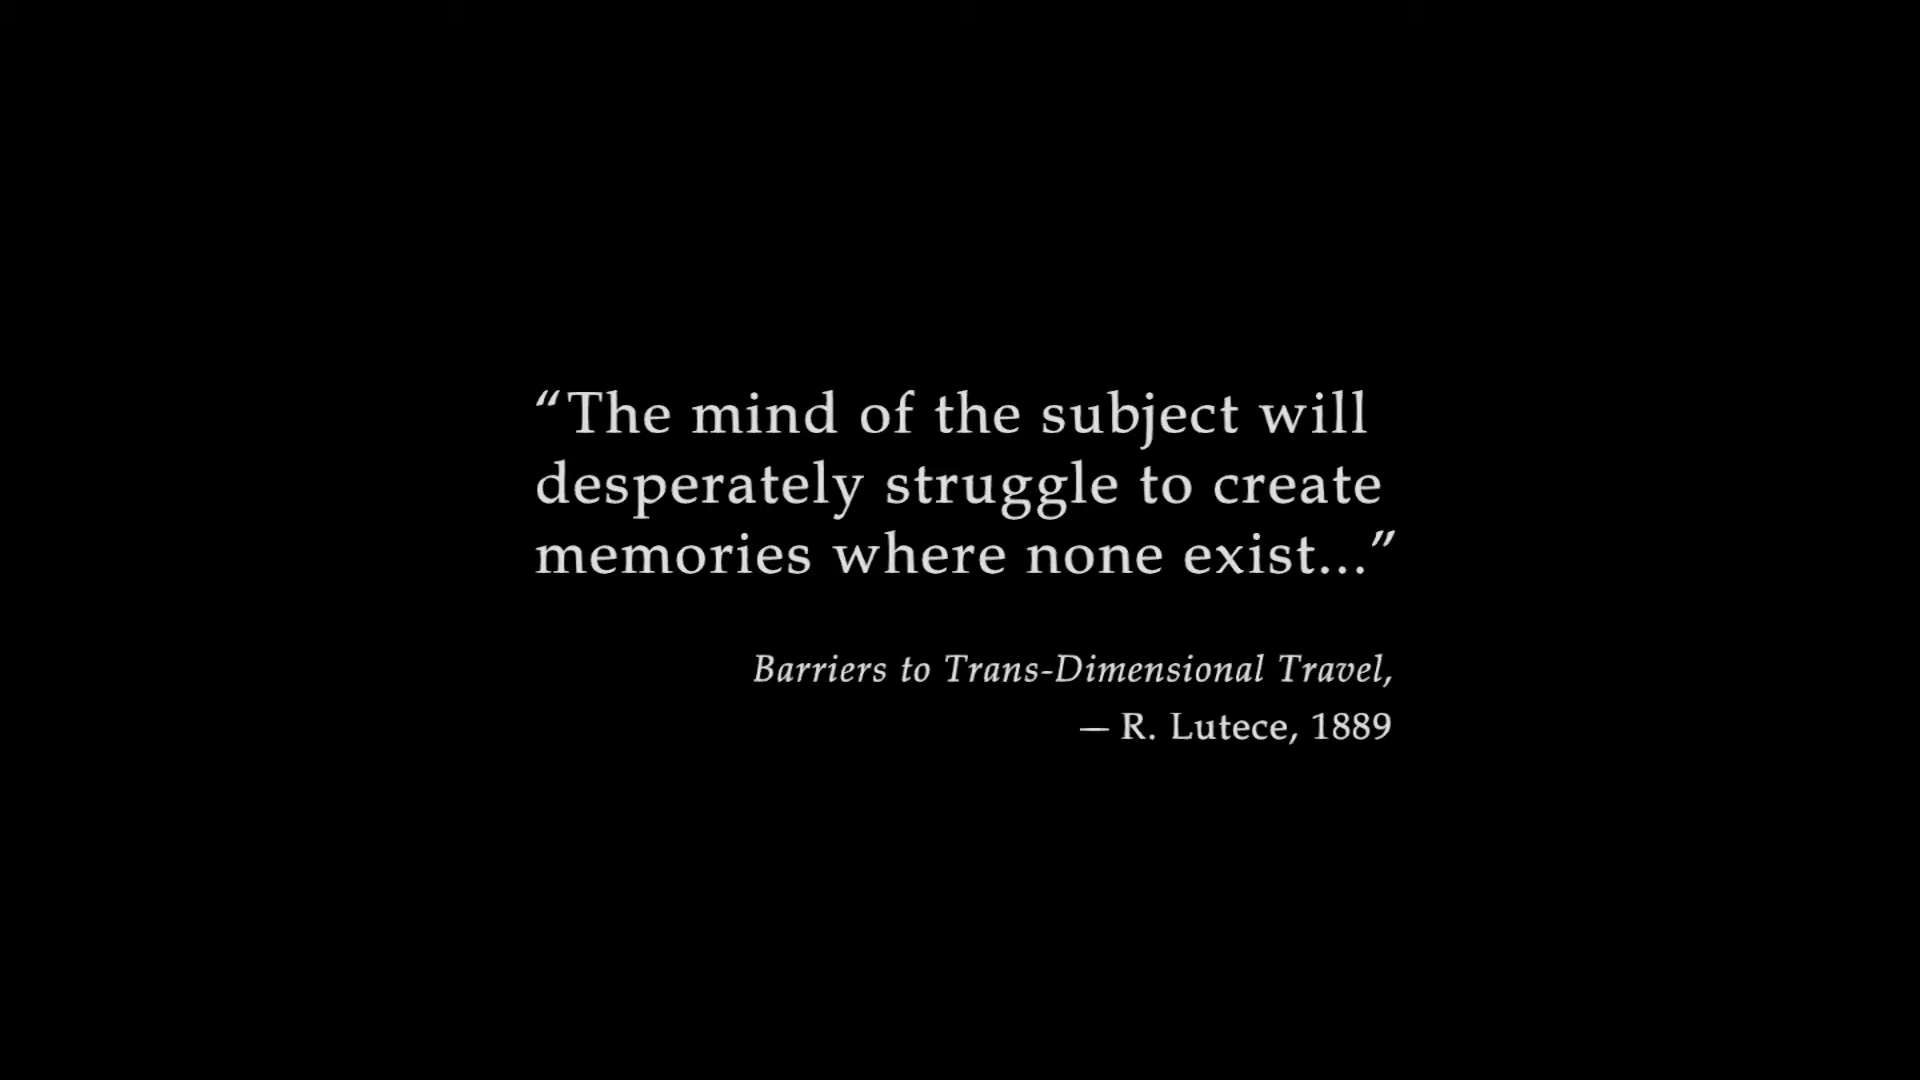 “The mind of the subject will
desperately struggle to create
memories where none exist...”
Barriers to Trans-Dimensional Travel,
— R. Lutece, 1889